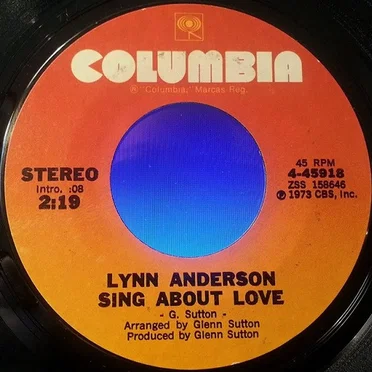 COLUMBIA
® "Columbia," Marcas Reg.
STEREO
Intro. :08
2:19
45 RPM
4-45918
ZSS 158646
℗ 1973 CBS, Inc.
LYNN ANDERSON
SING ABOUT LOVE
- G. Sutton -
Arranged by Glenn Sutton
Produced by Glenn Sutton